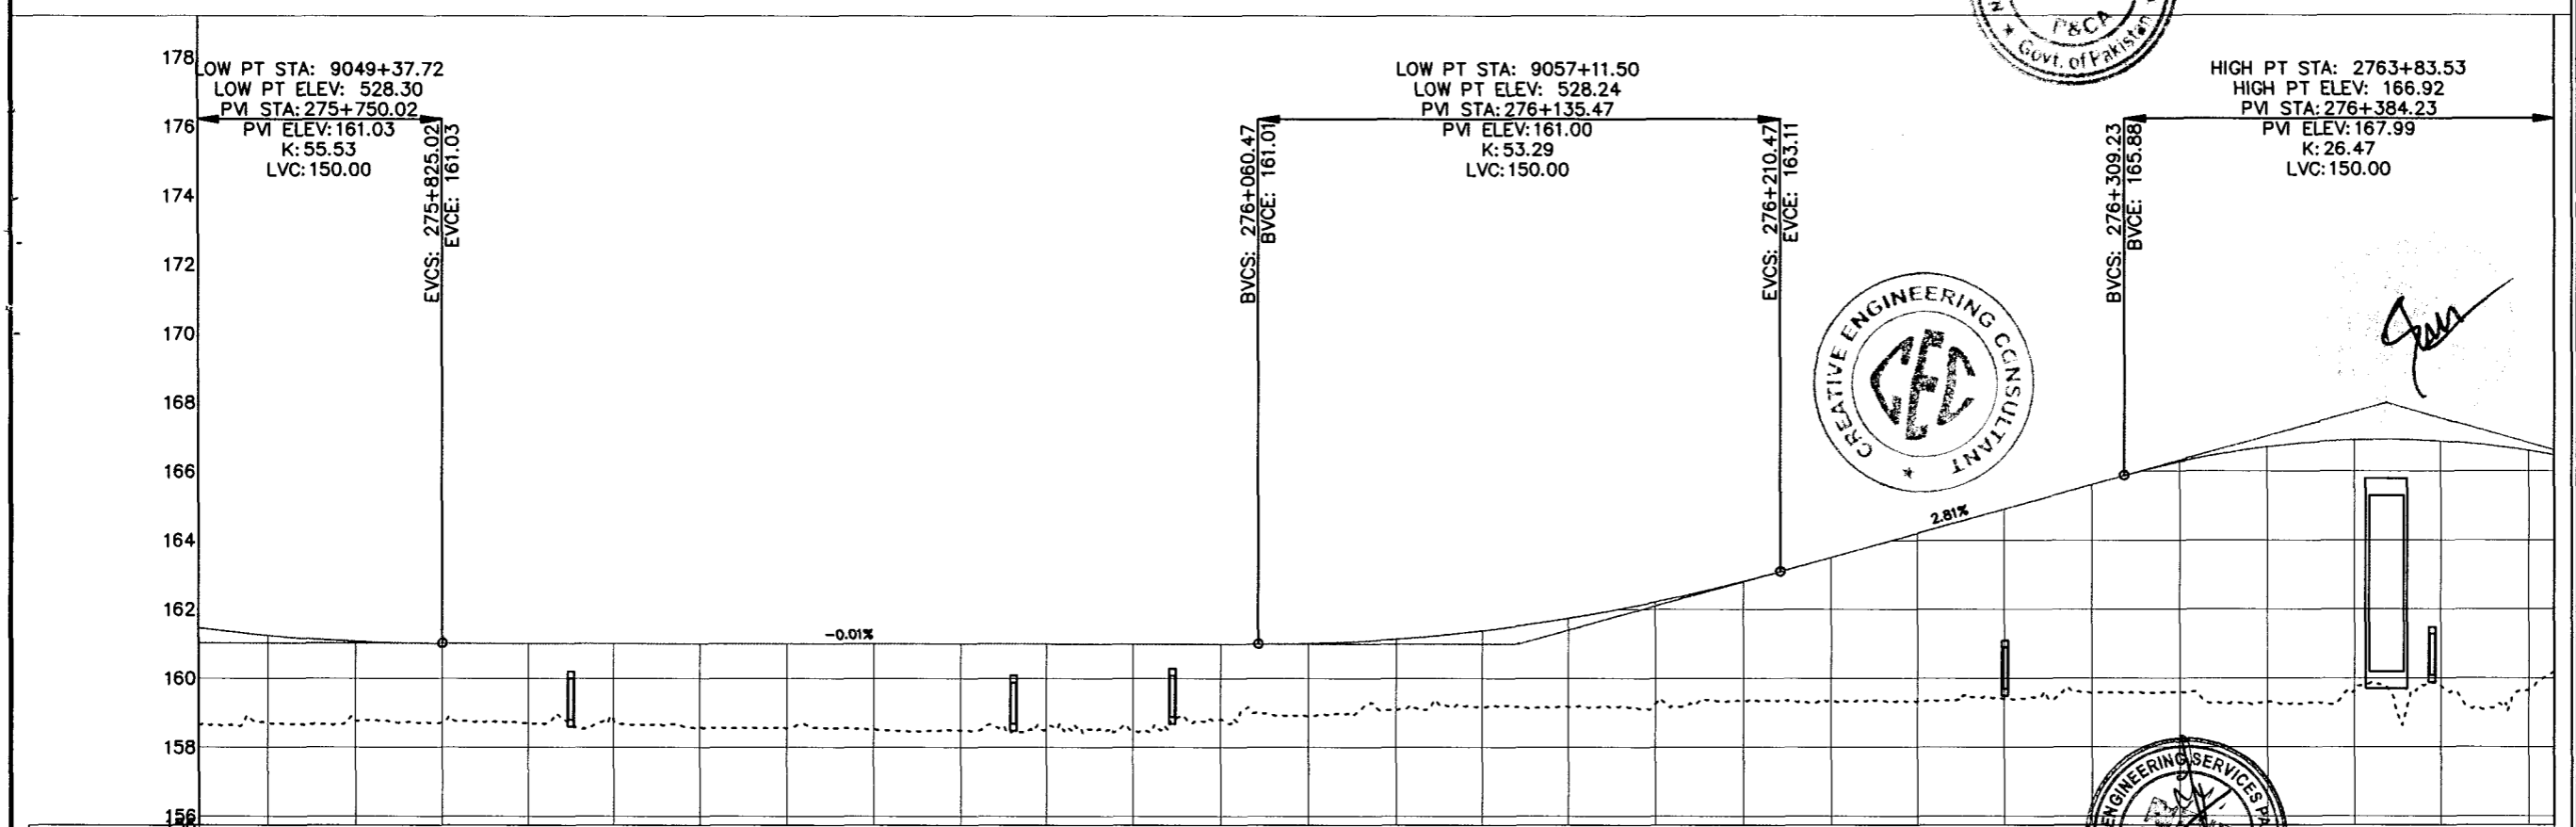 P&CA
★ Govt. of Pakistan
LOW PT STA: 9049+37.72
LOW PT ELEV: 528.30
PVI STA:275+750.02
PVI ELEV:161.03
K:55.53
LVC:150.00
EVCS: 275+825.02
EVCE: 161.03
LOW PT STA: 9057+11.50
LOW PT ELEV: 528.24
PVI STA:276+135.47
PVI ELEV:161.00
K:53.29
LVC:150.00
BVCS: 276+060.47
BVCE: 161.01
EVCS: 276+210.47
EVCE: 163.11
HIGH PT STA: 2763+83.53
HIGH PT ELEV: 166.92
PVI STA:276+384.23
PVI ELEV:167.99
K:26.47
LVC:150.00
BVCS: 276+309.23
BVCE: 165.88
178
176
174
172
170
168
166
164
162
160
158
156
CREATIVE ENGINEERING CONSULTANT ★
CEC
-0.01%
2.81%
ENGINEERING SERVICES